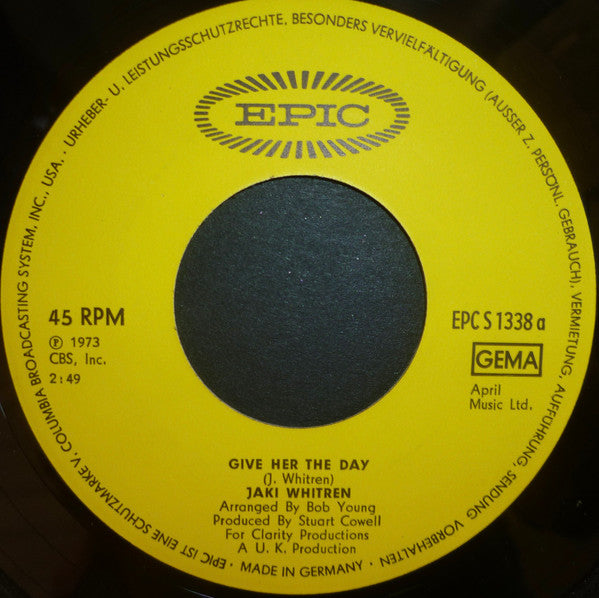 EPIC
45 RPM
Ⓟ 1973
CBS, Inc.
2:49
EPC S 1338 a
GEMA
April
Music Ltd.
GIVE HER THE DAY
(J. Whitren)
JAKI WHITREN
Arranged By Bob Young
Produced By Stuart Cowell
For Clarity Productions
A U. K. Production
EPIC IST EINE SCHUTZMARKE V. COLUMBIA BROADCASTING SYSTEM, INC., USA. · URHEBER- U. LEISTUNGSSCHUTZRECHTE, BESONDERS VERVIELFÄLTIGUNG (AUSSER Z. PERSÖNL. GEBRAUCH), VERMIETUNG, AUFFÜHRUNG, SENDUNG VORBEHALTEN · MADE IN GERMANY ·